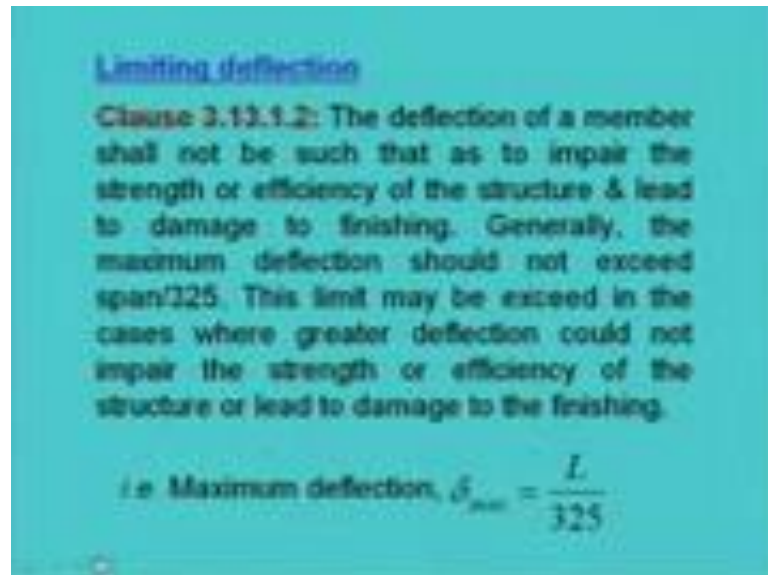 Limiting deflection
Clause 3.13.1.2: The deflection of a member
shall not be such that as to impair the
strength or efficiency of the structure & lead
to damage to finishing. Generally, the
maximum deflection should not exceed
span/325. This limit may be exceed in the
cases where greater deflection could not
impair the strength or efficiency of the
structure or lead to damage to the finishing.
i.e. Maximum deflection, δmax = L/325